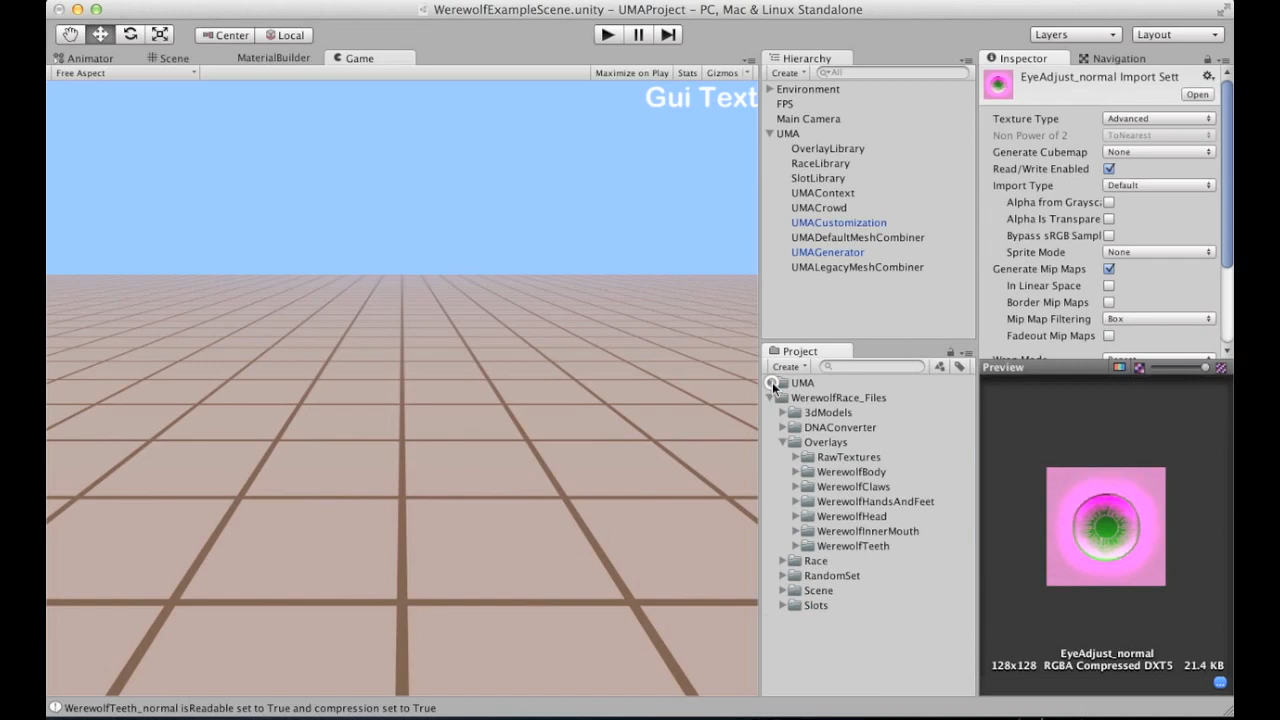 WerewolfExampleScene.unity – UMAProject – PC, Mac & Linux Standalone
Center
Local
Layers
Layout
Animator
Scene
MaterialBuilder
Game
Free Aspect
Maximize on Play
Stats
Gizmos
Gui Text
Hierarchy
Create
All
Environment
FPS
Main Camera
UMA
OverlayLibrary
RaceLibrary
SlotLibrary
UMAContext
UMACrowd
UMACustomization
UMADefaultMeshCombiner
UMAGenerator
UMALegacyMeshCombiner
Project
Create
UMA
WerewolfRace_Files
3dModels
DNAConverter
Overlays
RawTextures
WerewolfBody
WerewolfClaws
WerewolfHandsAndFeet
WerewolfHead
WerewolfInnerMouth
WerewolfTeeth
Race
RandomSet
Scene
Slots
Inspector
Navigation
EyeAdjust_normal Import Sett
Open
Texture Type Advanced
Non Power of 2 ToNearest
Generate Cubemap None
Read/Write Enabled
Import Type Default
Alpha from Graysc
Alpha Is Transpare
Bypass sRGB Sampl
Sprite Mode None
Generate Mip Maps
In Linear Space
Border Mip Maps
Mip Map Filtering Box
Fadeout Mip Maps
Preview
EyeAdjust_normal
128x128 RGBA Compressed DXT5 21.4 KB
WerewolfTeeth_normal isReadable set to True and compression set to True